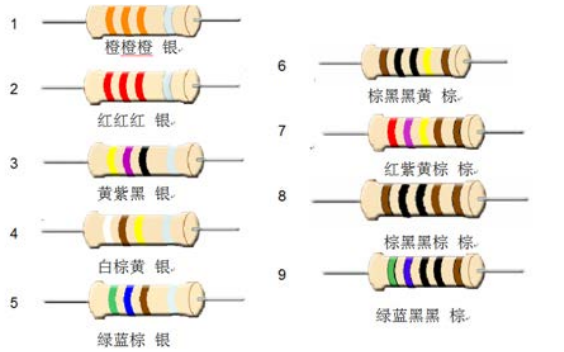 1
橙橙橙 银
2
红红红 银
3
黄紫黑 银
4
白棕黄 银
5
绿蓝棕 银
6
棕黑黑黄 棕
7
红紫黄棕 棕
8
棕黑黑棕 棕
9
绿蓝黑黑 棕